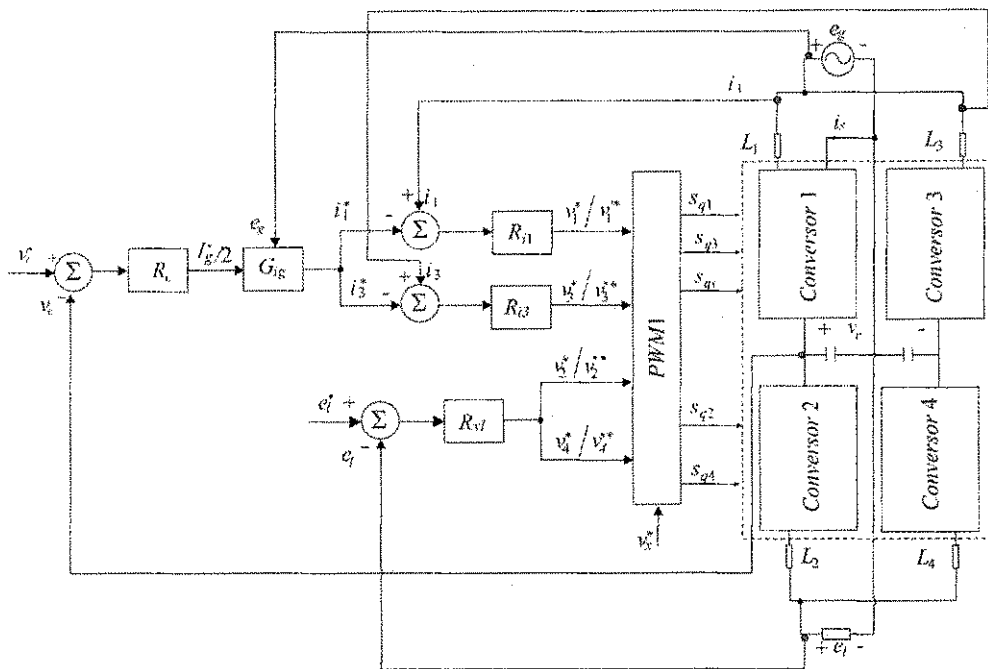 e_g
+ -
i_1
i_s
L_1
L_3
Conversor 1
Conversor 3
+ i_1
i_1^*
-
Σ
R_i1
v_1^* / v_1^'*
s_q1
s_q3
s_qs
e_g
v_c^*
+
Σ
v_c
-
R_c
I_g^*/2
G_ig
i_3^*
+ i_3
-
Σ
R_i3
v_3^* / v_3^'*
PWM1
+ v_c -
v_2^* / v_2^'*
e_l^*
+
Σ
e_l
-
R_vl
v_4^* / v_4^'*
s_q2
s_q4
Conversor 2
Conversor 4
v_x^*
L_2
L_4
+ e_l -